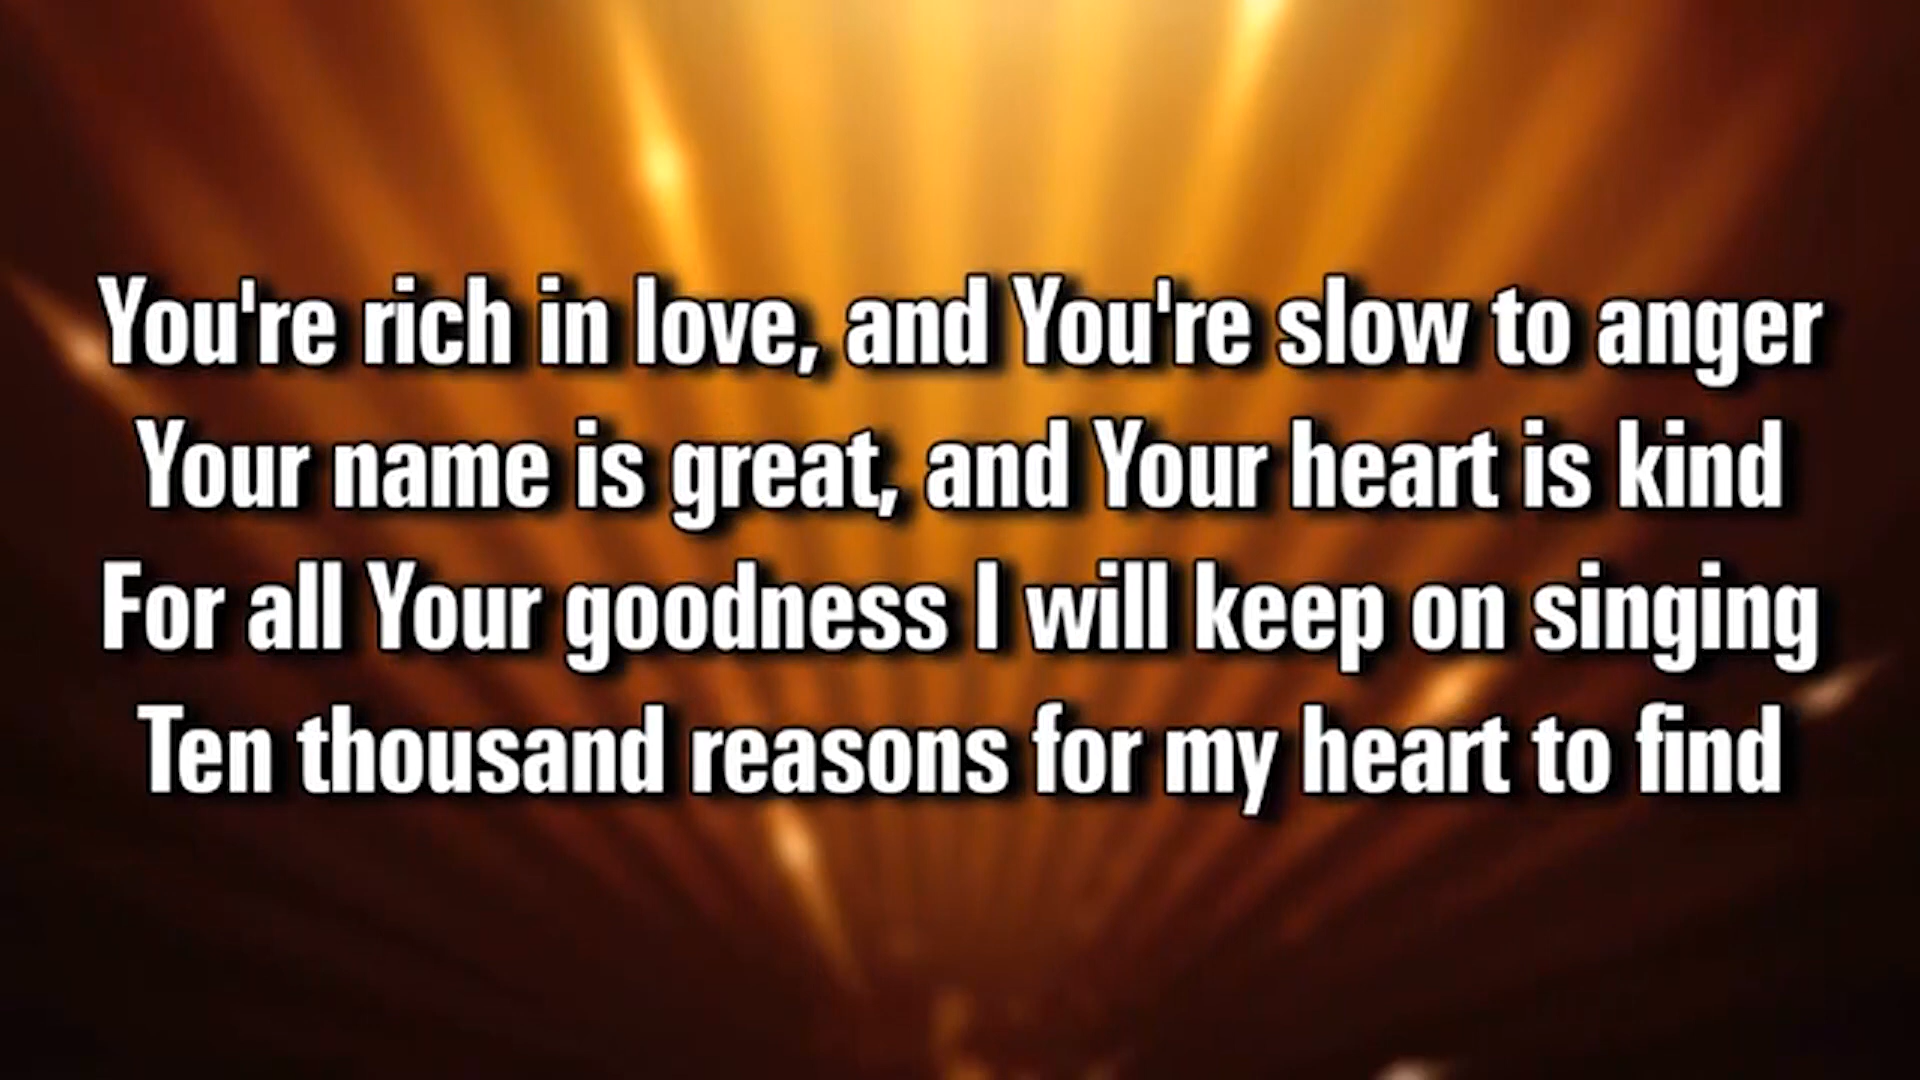 You're rich in love, and You're slow to anger
Your name is great, and Your heart is kind
For all Your goodness I will keep on singing
Ten thousand reasons for my heart to find